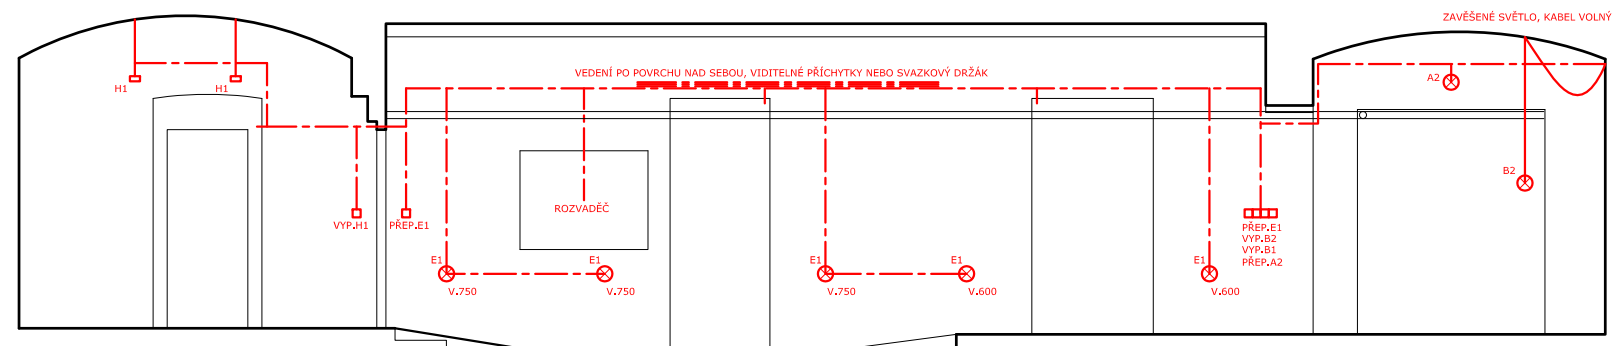 ZAVĚŠENÉ SVĚTLO, KABEL VOLNÝ
VEDENÍ PO POVRCHU NAD SEBOU, VIDITELNÉ PŘÍCHYTKY NEBO SVAZKOVÝ DRŽÁK
H1
H1
A2
B2
ROZVADĚČ
VYP.H1
PŘEP.E1
PŘEP.E1
VYP.B2
VYP.B1
PŘEP.A2
E1
E1
E1
E1
E1
V.750
V.750
V.750
V.600
V.600